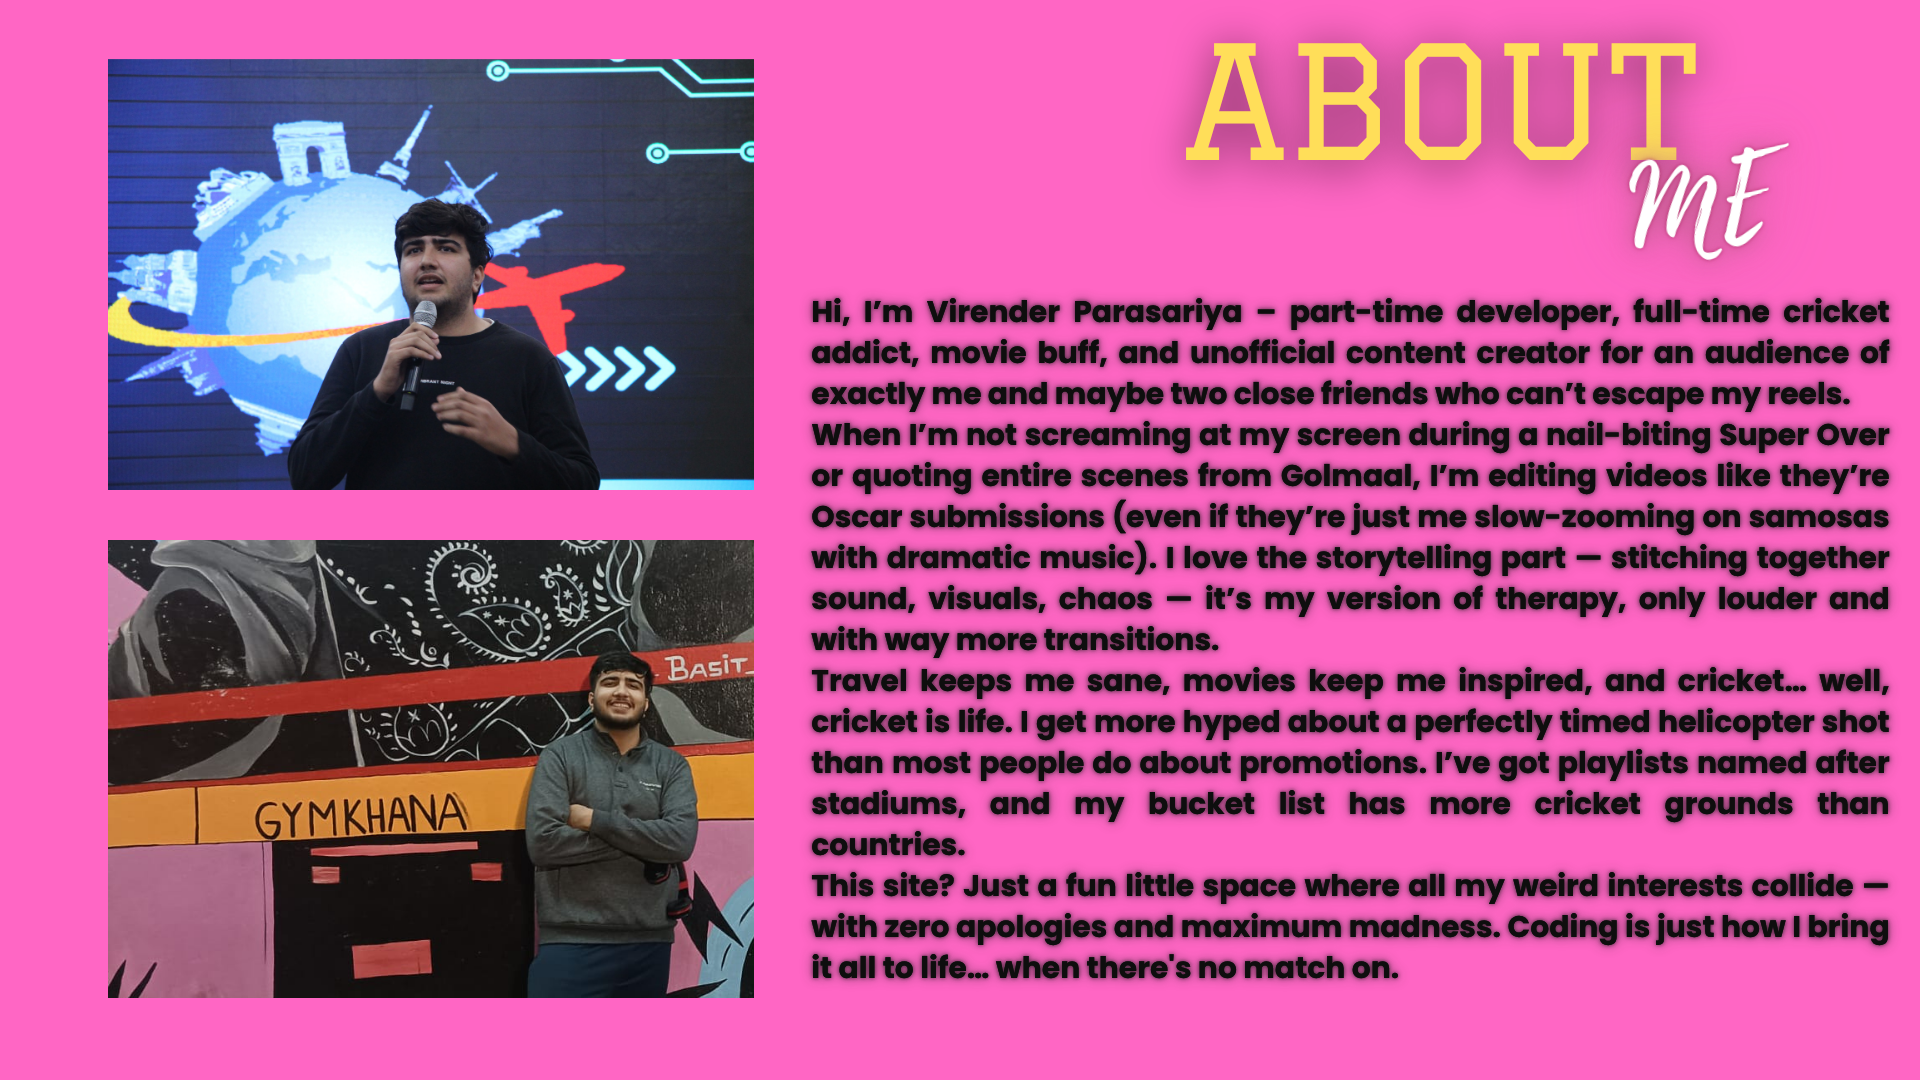 ABOUT
ME
Hi, I’m Virender Parasariya – part-time developer, full-time cricket
addict, movie buff, and unofficial content creator for an audience of
exactly me and maybe two close friends who can’t escape my reels.
When I’m not screaming at my screen during a nail-biting Super Over
or quoting entire scenes from Golmaal, I’m editing videos like they’re
Oscar submissions (even if they’re just me slow-zooming on samosas
with dramatic music). I love the storytelling part — stitching together
sound, visuals, chaos — it’s my version of therapy, only louder and
with way more transitions.
Travel keeps me sane, movies keep me inspired, and cricket… well,
cricket is life. I get more hyped about a perfectly timed helicopter shot
than most people do about promotions. I’ve got playlists named after
stadiums, and my bucket list has more cricket grounds than
countries.
This site? Just a fun little space where all my weird interests collide —
with zero apologies and maximum madness. Coding is just how I bring
it all to life… when there's no match on.
BASIT
GYMKHANA